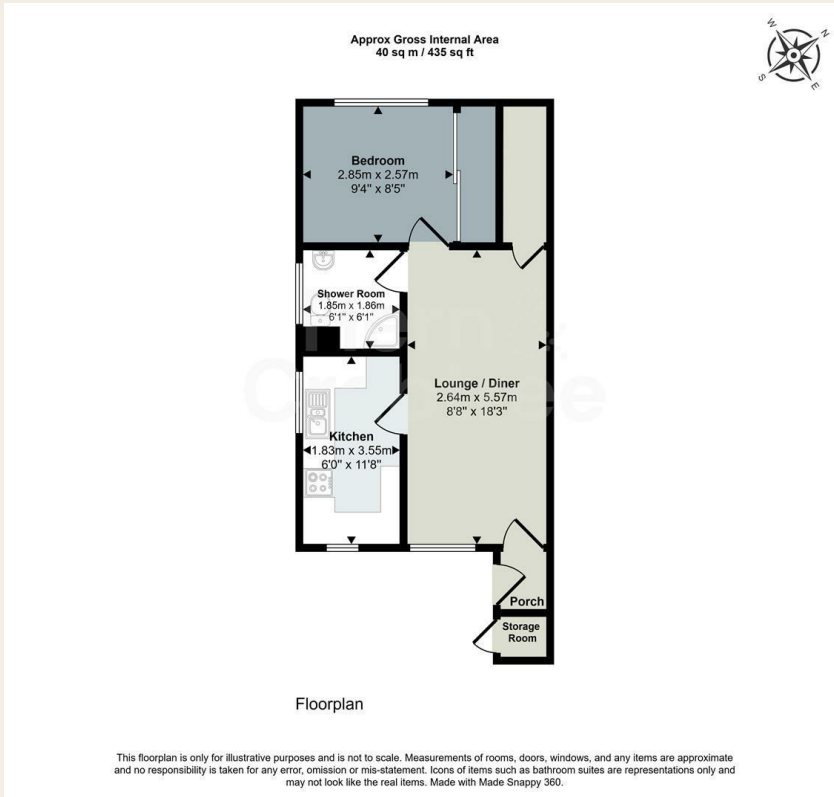 Approx Gross Internal Area
40 sq m / 435 sq ft
W
N
S
E
Bedroom
2.85m x 2.57m
9'4" x 8'5"
Shower Room
1.85m x 1.86m
6'1" x 6'1"
Lounge / Diner
2.64m x 5.57m
8'8" x 18'3"
Kitchen
1.83m x 3.55m
6'0" x 11'8"
Porch
Storage
Room
Floorplan
This floorplan is only for illustrative purposes and is not to scale. Measurements of rooms, doors, windows, and any items are approximate
and no responsibility is taken for any error, omission or mis-statement. Icons of items such as bathroom suites are representations only and
may not look like the real items. Made with Made Snappy 360.